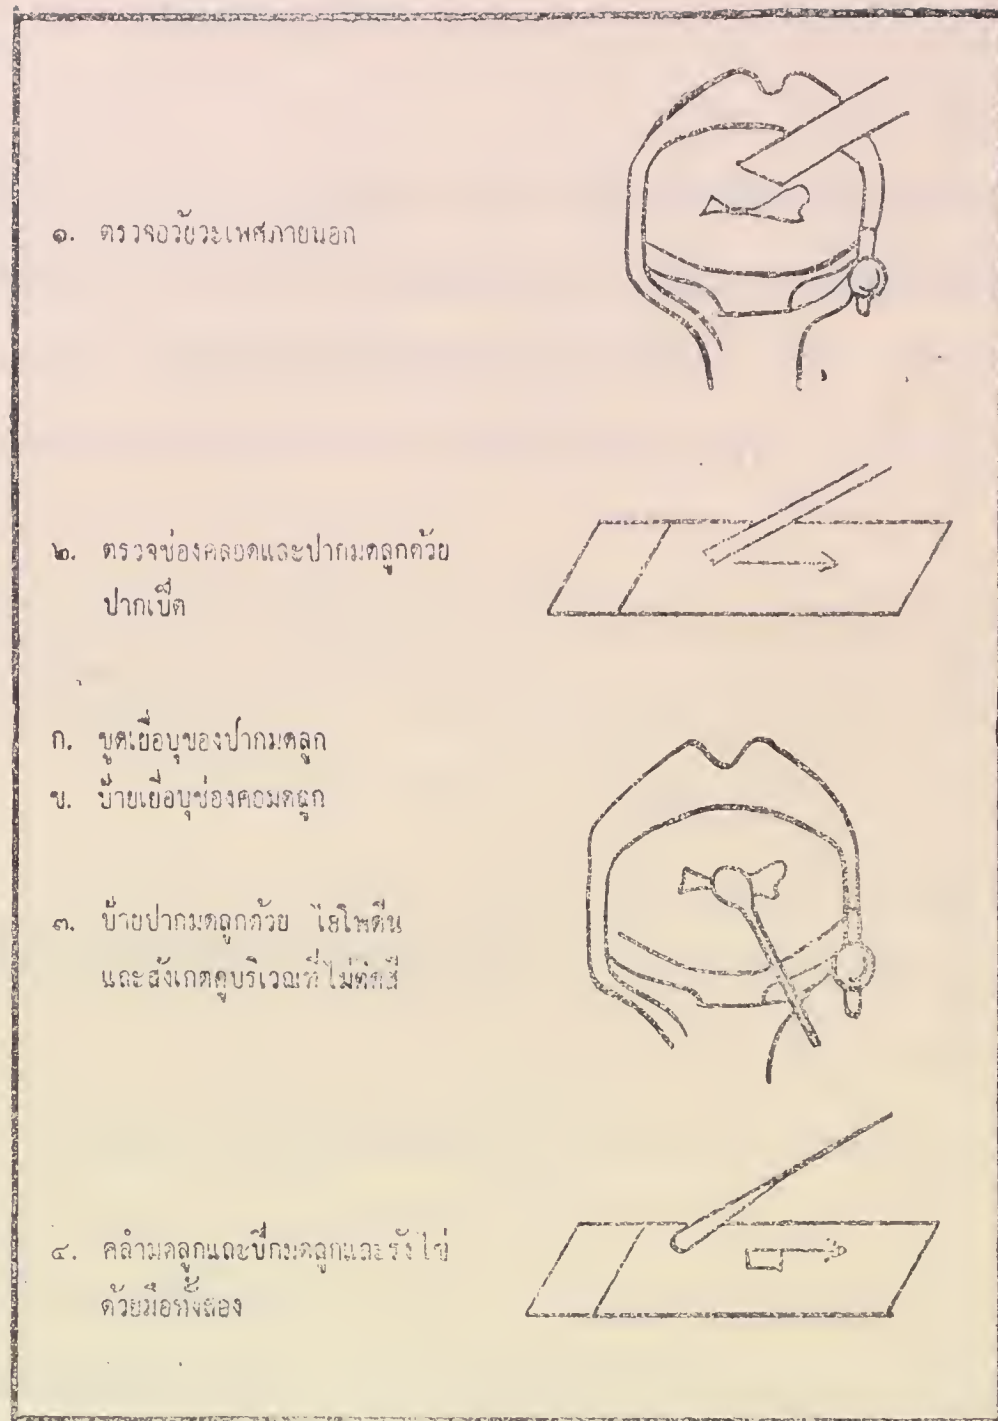 ๑. ตรวจอวัยวะเพศภายนอก
๒. ตรวจช่องคลอดและปากมดลูกด้วย
ปากเป็ด
ก. ขูดเยื่อบุของปากมดลูก
ข. ป้ายเยื่อบุช่องคอมดลูก
๓. ป้ายปากมดลูกด้วย ไอโอดีน
และสังเกตดูบริเวณที่ไม่ติดสี
๔. คลำมดลูกและปีกมดลูกและรังไข่
ด้วยมือทั้งสอง